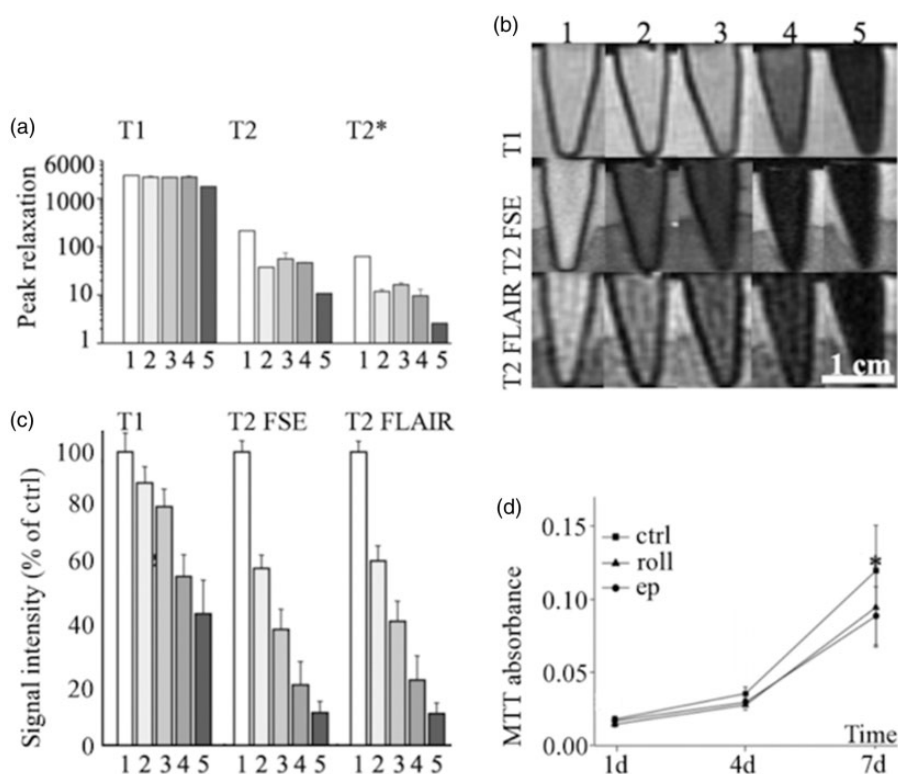 (a)
T1 T2 T2*
Peak relaxation
6000
1000
100
10
1
1 2 3 4 5 1 2 3 4 5 1 2 3 4 5
(b)
1 2 3 4 5
T1
T2 FSE
T2 FLAIR
1 cm
(c)
T1 T2 FSE T2 FLAIR
Signal intensity (% of ctrl)
100
80
60
40
20
0
1 2 3 4 5 1 2 3 4 5 1 2 3 4 5
(d)
MTT absorbance
0.15
0.10
0.05
0.00
ctrl
roll
ep
*
Time
1d 4d 7d